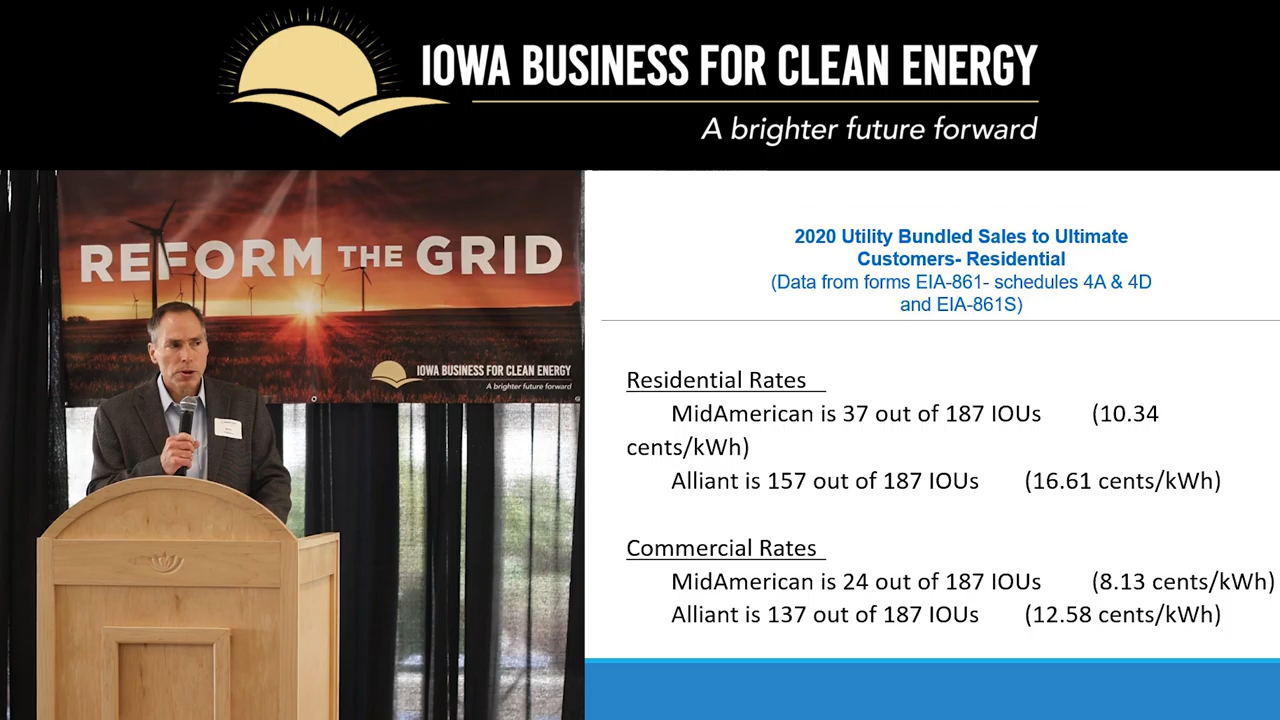 IOWA BUSINESS FOR CLEAN ENERGY
A brighter future forward
REFORM THE GRID
IOWA BUSINESS FOR CLEAN ENERGY
A brighter future forward
2020 Utility Bundled Sales to Ultimate
Customers- Residential
(Data from forms EIA-861- schedules 4A & 4D
and EIA-861S)
Residential Rates
MidAmerican is 37 out of 187 IOUs (10.34
cents/kWh)
Alliant is 157 out of 187 IOUs (16.61 cents/kWh)
Commercial Rates
MidAmerican is 24 out of 187 IOUs (8.13 cents/kWh)
Alliant is 137 out of 187 IOUs (12.58 cents/kWh)